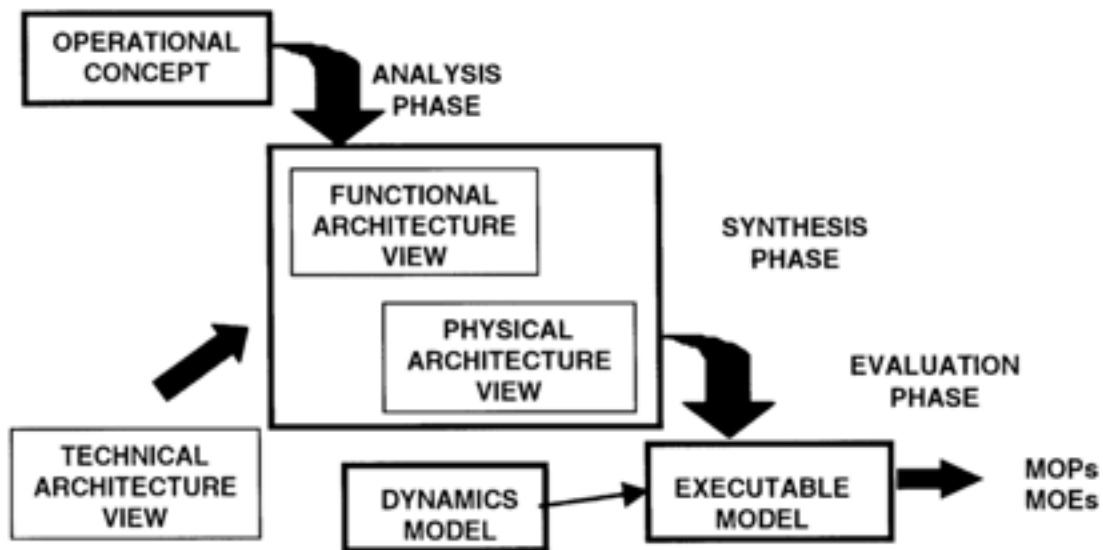 OPERATIONAL
CONCEPT
ANALYSIS
PHASE
FUNCTIONAL
ARCHITECTURE
VIEW
SYNTHESIS
PHASE
PHYSICAL
ARCHITECTURE
VIEW
EVALUATION
PHASE
TECHNICAL
ARCHITECTURE
VIEW
DYNAMICS
MODEL
EXECUTABLE
MODEL
MOPs
MOEs